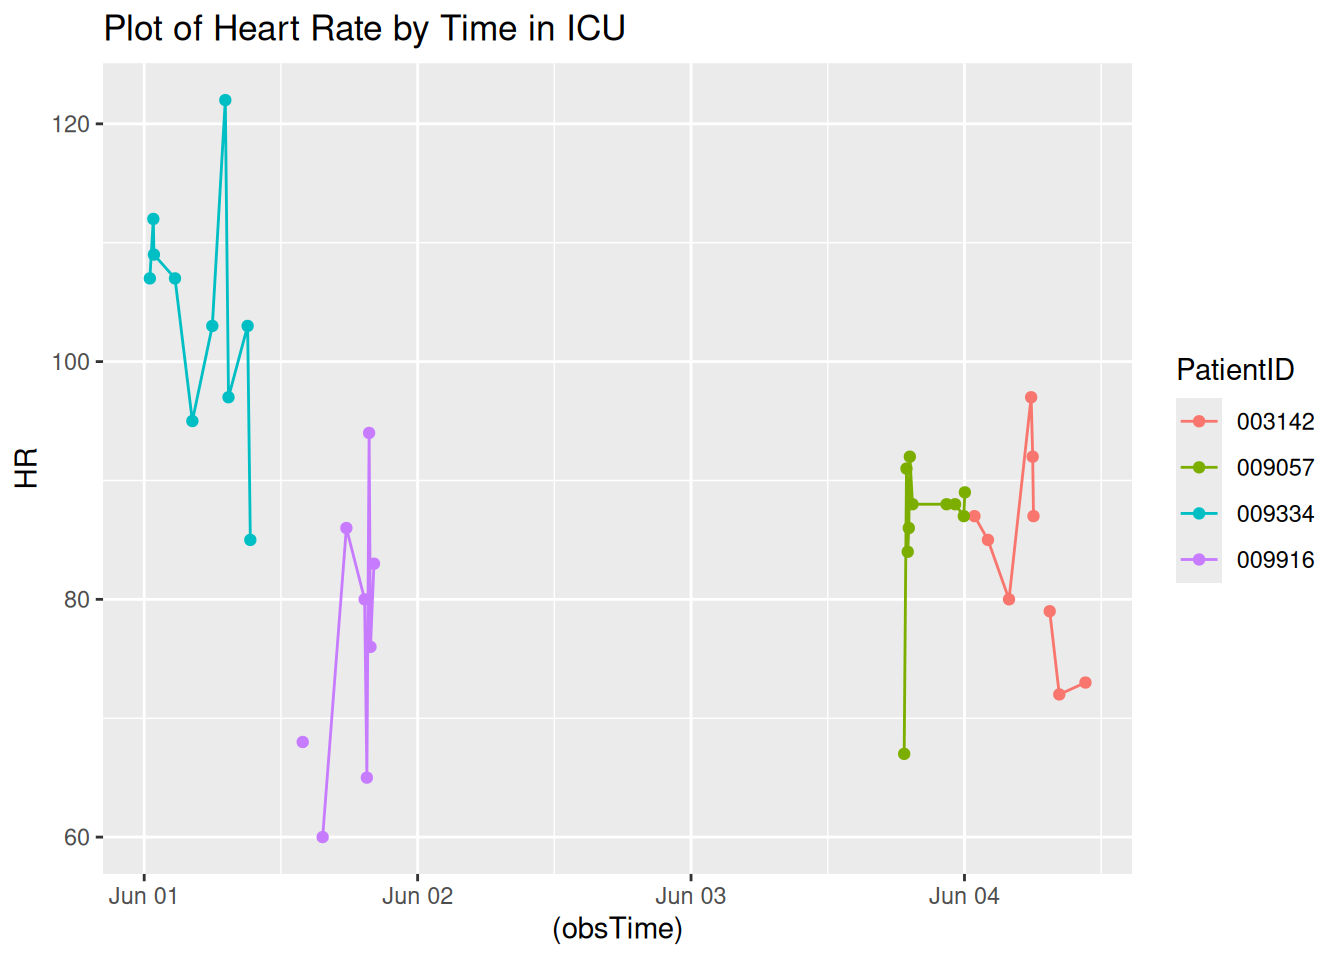 Plot of Heart Rate by Time in ICU
120
100
80
60
HR
Jun 01
Jun 02
Jun 03
Jun 04
(obsTime)
PatientID
003142
009057
009334
009916